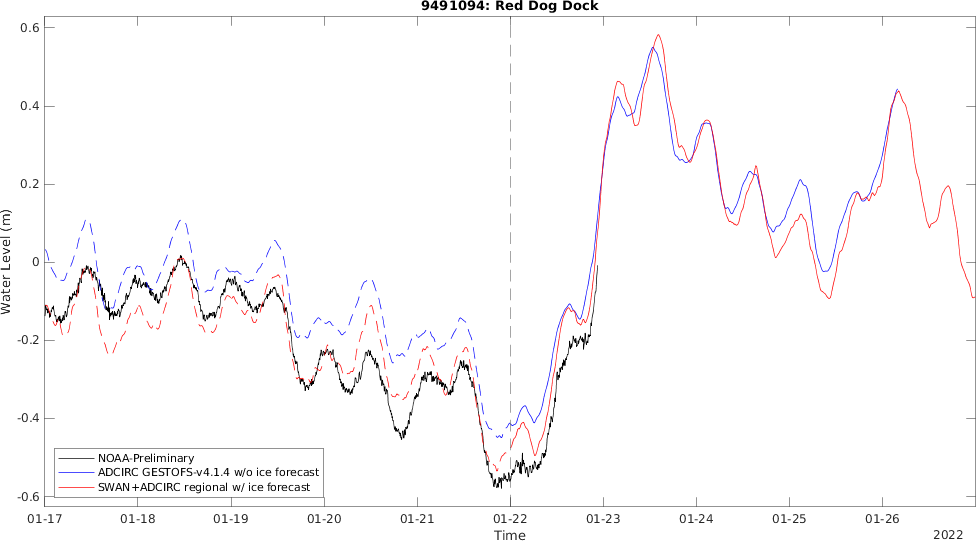 9491094: Red Dog Dock
0.6
0.4
0.2
0
-0.2
-0.4
-0.6
Water Level (m)
NOAA-Preliminary
ADCIRC GESTOFS-v4.1.4 w/o ice forecast
SWAN+ADCIRC regional w/ ice forecast
01-17 01-18 01-19 01-20 01-21 01-22 01-23 01-24 01-25 01-26
Time
2022